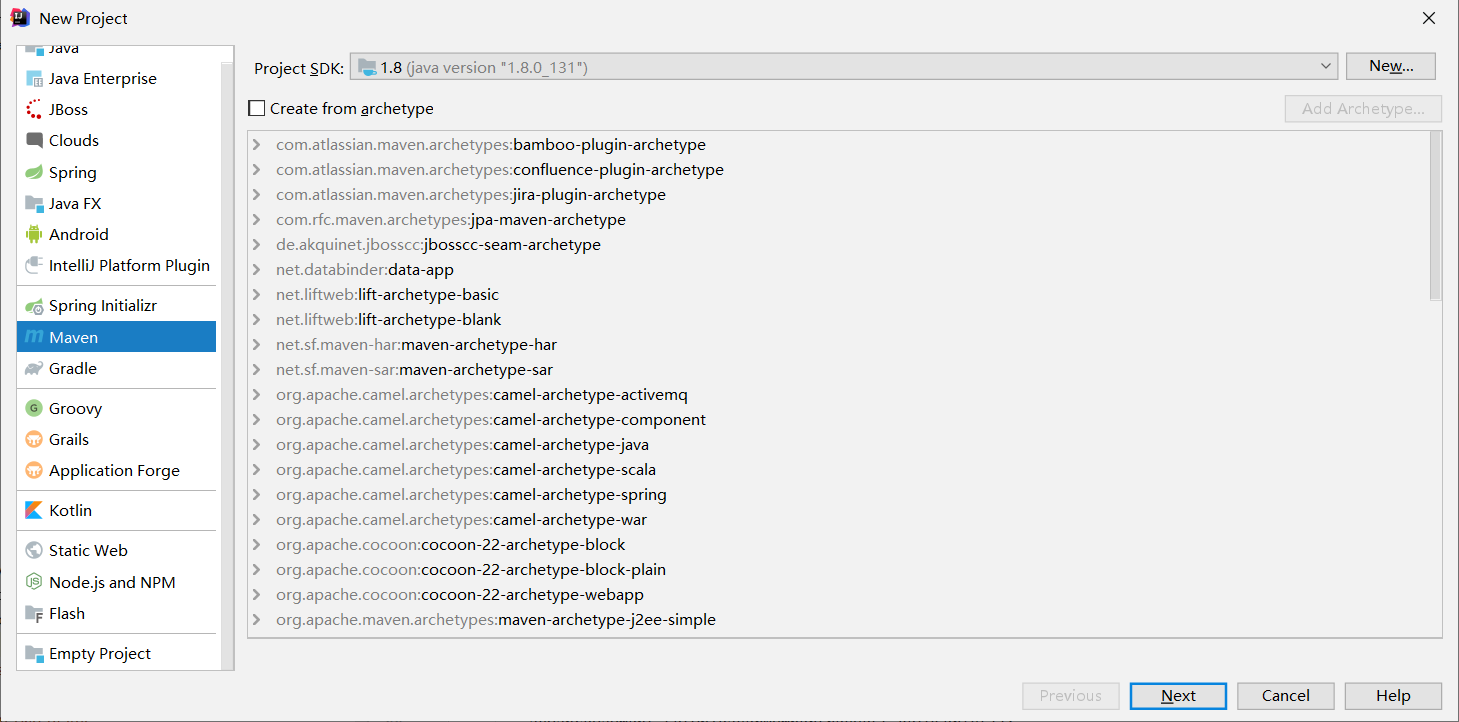 New Project
Java
Java Enterprise
JBoss
Clouds
Spring
Java FX
Android
IntelliJ Platform Plugin
Spring Initializr
Maven
Gradle
Groovy
Grails
Application Forge
Kotlin
Static Web
Node.js and NPM
Flash
Empty Project
Project SDK: 1.8 (java version "1.8.0_131") New...
Create from archetype Add Archetype...
com.atlassian.maven.archetypes:bamboo-plugin-archetype
com.atlassian.maven.archetypes:confluence-plugin-archetype
com.atlassian.maven.archetypes:jira-plugin-archetype
com.rfc.maven.archetypes:jpa-maven-archetype
de.akquinet.jbosscc:jbosscc-seam-archetype
net.databinder:data-app
net.liftweb:lift-archetype-basic
net.liftweb:lift-archetype-blank
net.sf.maven-har:maven-archetype-har
net.sf.maven-sar:maven-archetype-sar
org.apache.camel.archetypes:camel-archetype-activemq
org.apache.camel.archetypes:camel-archetype-component
org.apache.camel.archetypes:camel-archetype-java
org.apache.camel.archetypes:camel-archetype-scala
org.apache.camel.archetypes:camel-archetype-spring
org.apache.camel.archetypes:camel-archetype-war
org.apache.cocoon:cocoon-22-archetype-block
org.apache.cocoon:cocoon-22-archetype-block-plain
org.apache.cocoon:cocoon-22-archetype-webapp
org.apache.maven.archetypes:maven-archetype-j2ee-simple
Previous Next Cancel Help